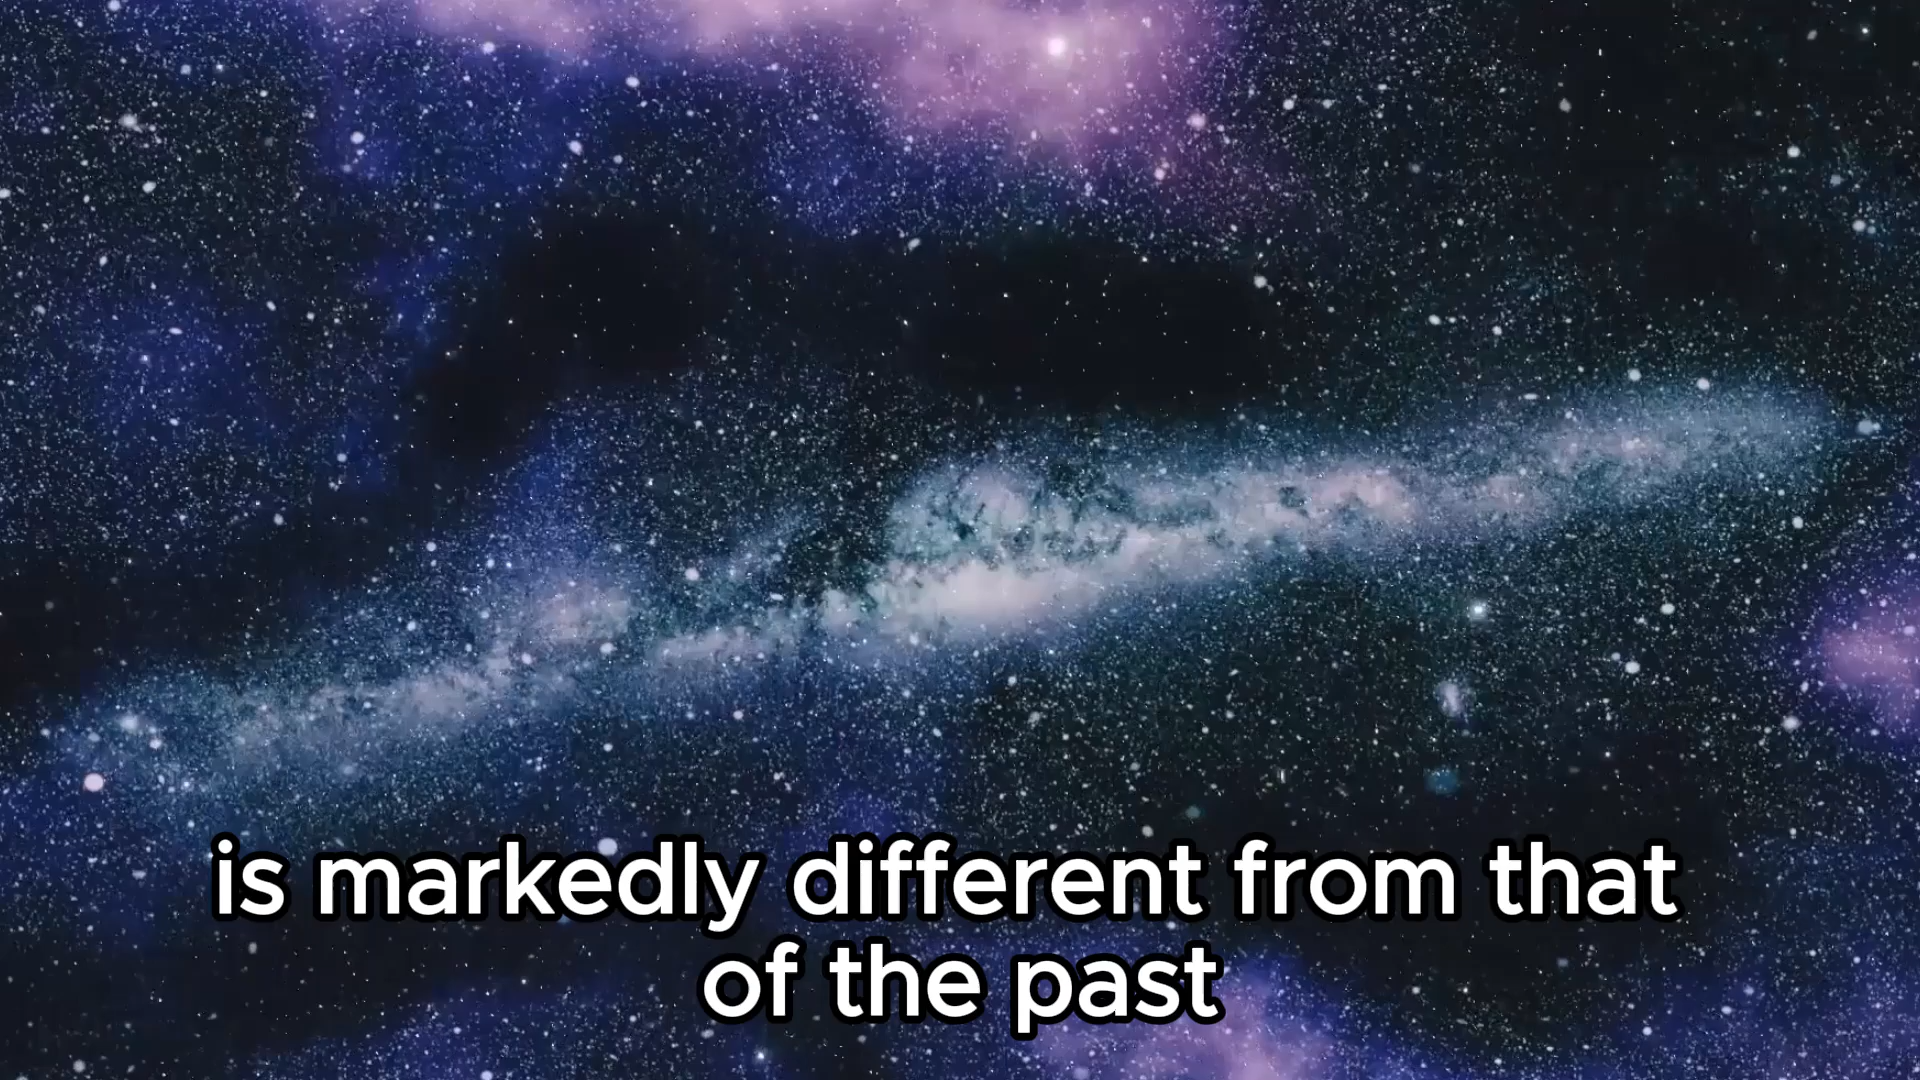 is markedly different from that
of the past